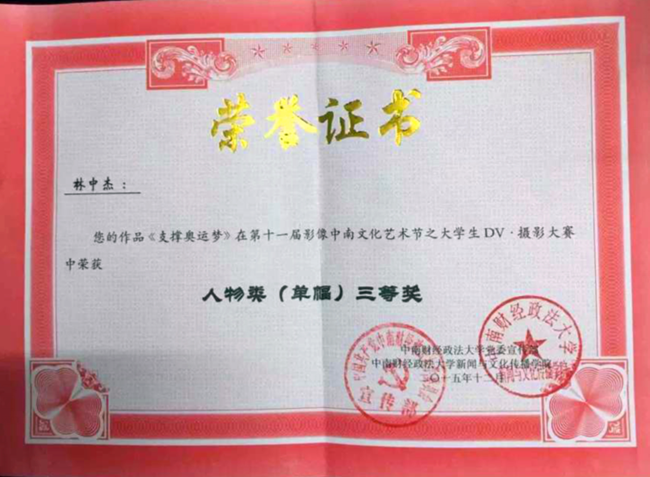 荣誉证书
林中杰：
您的作品《支撑奥运梦》在第十一届影像中南文化艺术节之大学生DV·摄影大赛
中荣获
人物类（单幅）三等奖
中南财经政法大学党委宣传部
中南财经政法大学新闻与文化传播学院
二〇一五年十二月
宣传部